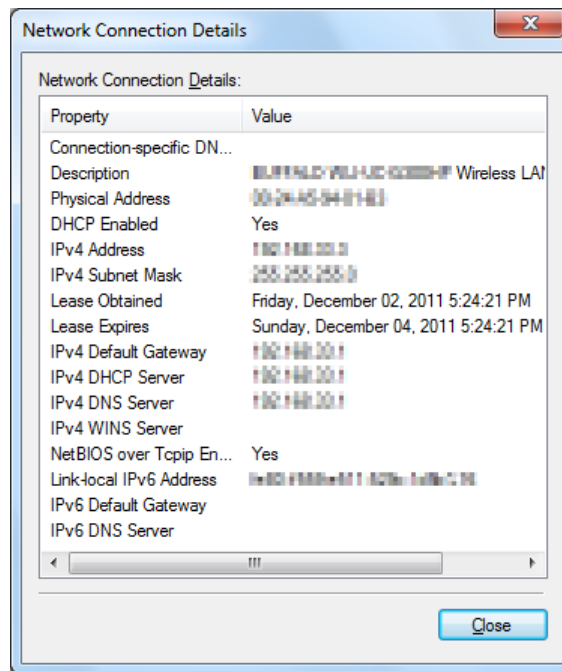 Network Connection Details
Network Connection Details:
Property Value
Connection-specific DN...
Description Wireless LAN
Physical Address
DHCP Enabled Yes
IPv4 Address
IPv4 Subnet Mask
Lease Obtained Friday, December 02, 2011 5:24:21 PM
Lease Expires Sunday, December 04, 2011 5:24:21 PM
IPv4 Default Gateway
IPv4 DHCP Server
IPv4 DNS Server
IPv4 WINS Server
NetBIOS over Tcpip En... Yes
Link-local IPv6 Address
IPv6 Default Gateway
IPv6 DNS Server
Close